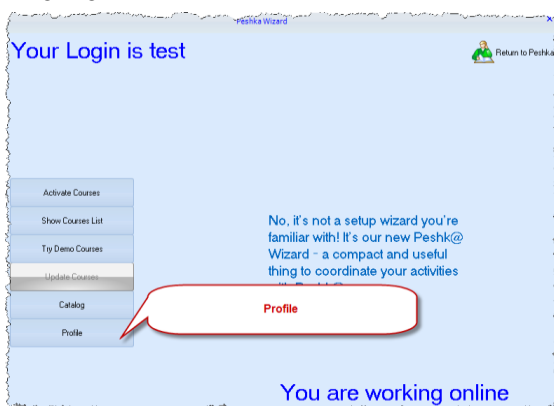 Peshka Wizard
Your Login is test
Return to Peshka
Activate Courses
Show Courses List
Try Demo Courses
Update Courses
Catalog
Profile
No, it's not a setup wizard you're
familiar with! It's our new Peshk@
Wizard - a compact and useful
thing to coordinate your activities
Profile
You are working online